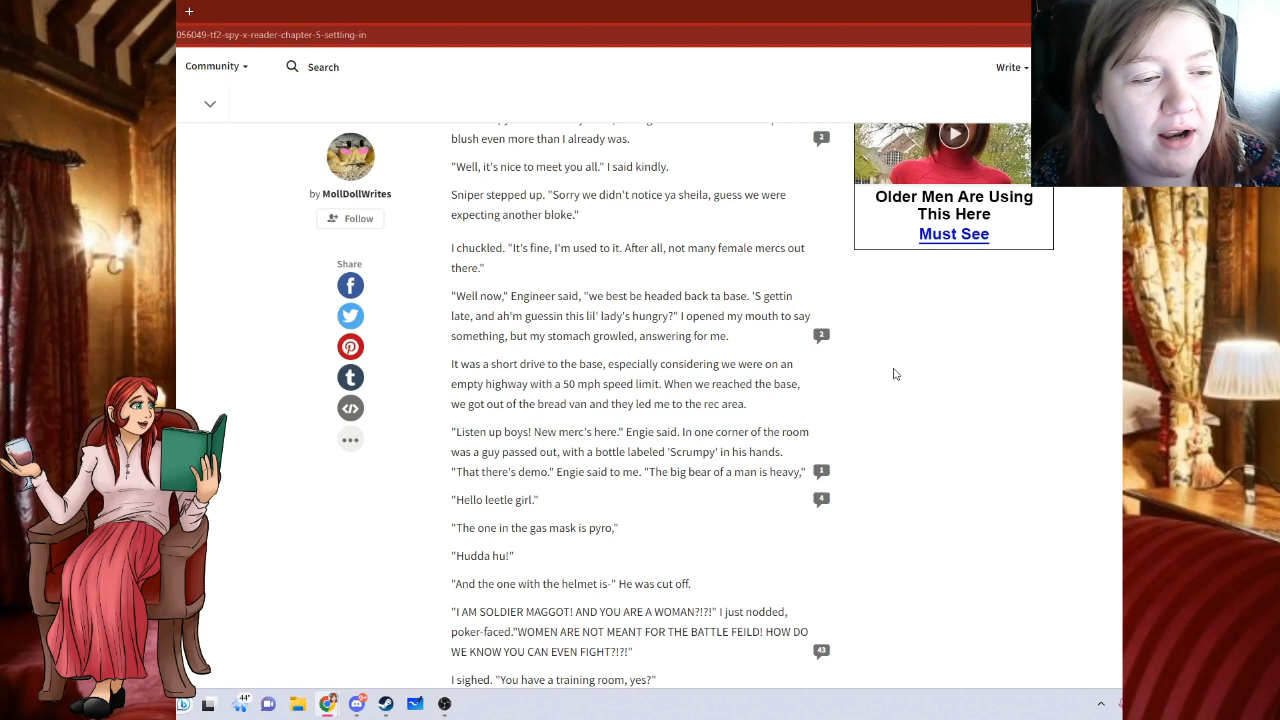 056049-tf2-spy-x-reader-chapter-5-settling-in
Community
Search
Write
blush even more than I already was.
2
"Well, it's nice to meet you all." I said kindly.
by MollDollWrites
Follow
Sniper stepped up. "Sorry we didn't notice ya sheila, guess we were
expecting another bloke."
Older Men Are Using
This Here
Must See
I chuckled. "It's fine, I'm used to it. After all, not many female mercs out
there."
Share
"Well now," Engineer said, "we best be headed back ta base. 'S gettin
late, and ah'm guessin this lil' lady's hungry?" I opened my mouth to say
something, but my stomach growled, answering for me.
2
It was a short drive to the base, especially considering we were on an
empty highway with a 50 mph speed limit. When we reached the base,
we got out of the bread van and they led me to the rec area.
"Listen up boys! New merc's here." Engie said. In one corner of the room
was a guy passed out, with a bottle labeled 'Scrumpy' in his hands.
"That there's demo." Engie said to me. "The big bear of a man is heavy,"
1
"Hello leetle girl."
4
"The one in the gas mask is pyro,"
"Hudda hu!"
"And the one with the helmet is-" He was cut off.
"I AM SOLDIER MAGGOT! AND YOU ARE A WOMAN?!?!" I just nodded,
poker-faced."WOMEN ARE NOT MEANT FOR THE BATTLE FEILD! HOW DO
WE KNOW YOU CAN EVEN FIGHT?!?!"
43
I sighed. "You have a training room, yes?"
44°